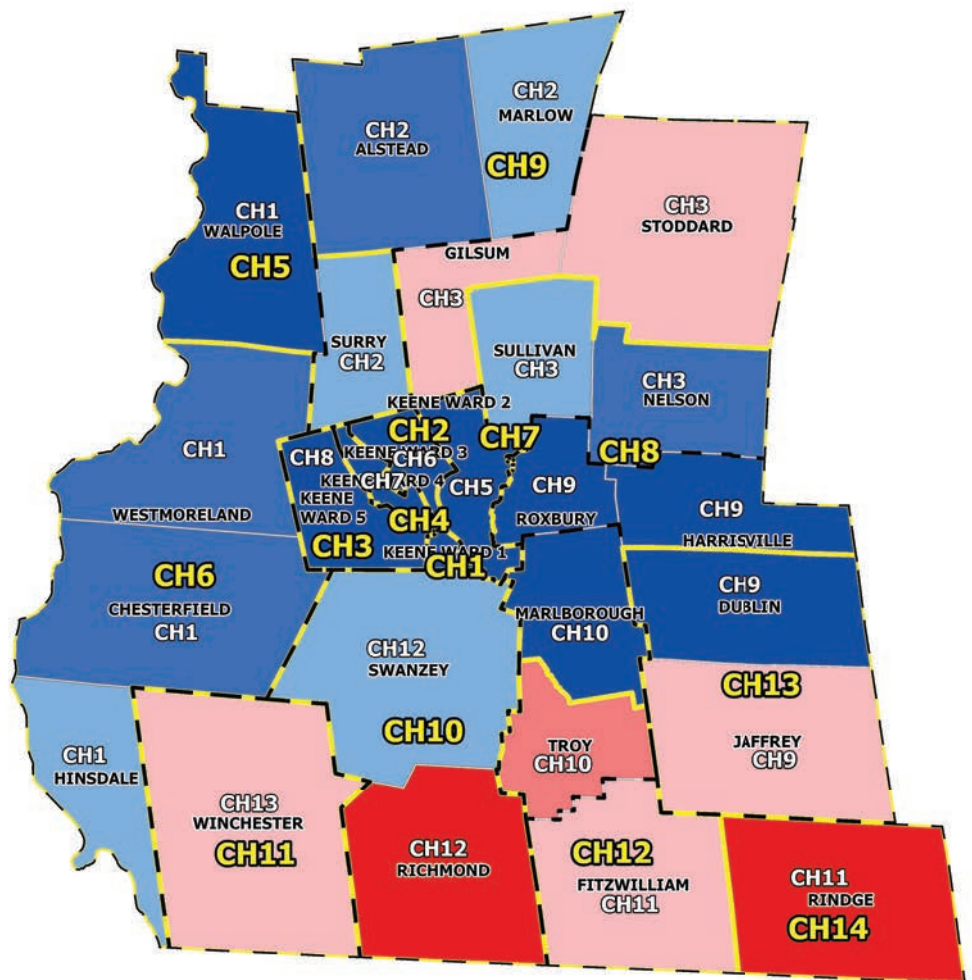 CH2
MARLOW
CH9
CH2
ALSTEAD
CH3
STODDARD
CH1
WALPOLE
CH5
GILSUM
CH3
SURRY
CH2
SULLIVAN
CH3
CH3
NELSON
KEENE WARD 2
CH2
CH7
CH8
CH1
CH8
KEENE WARD 3
CH6
KEENE WARD 4
CH7
CH5
CH9
KEENE
WARD 5
CH4
ROXBURY
CH9
HARRISVILLE
WESTMORELAND
CH3
KEENE WARD 1
CH1
CH6
CHESTERFIELD
CH1
CH9
DUBLIN
MARLBOROUGH
CH10
CH12
SWANZEY
CH10
CH13
JAFFREY
CH9
TROY
CH10
CH1
HINSDALE
CH13
WINCHESTER
CH11
CH12
RICHMOND
CH12
FITZWILLIAM
CH11
CH11
RINDGE
CH14